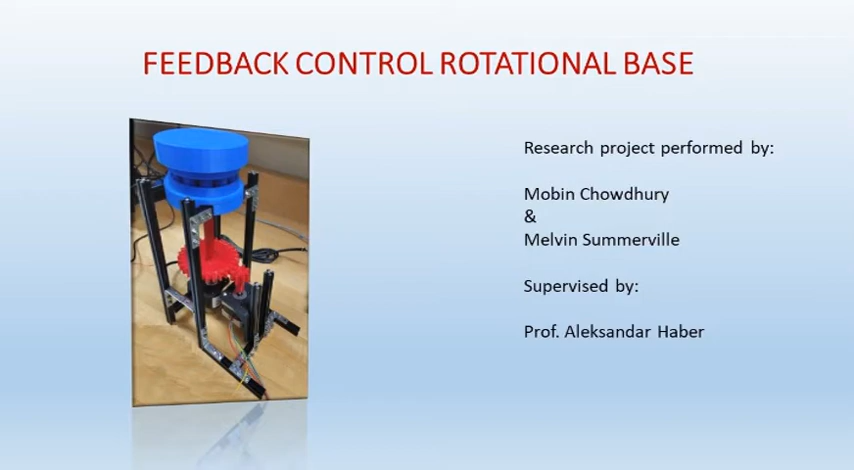 FEEDBACK CONTROL ROTATIONAL BASE
Research project performed by:
Mobin Chowdhury
&
Melvin Summerville
Supervised by:
Prof. Aleksandar Haber